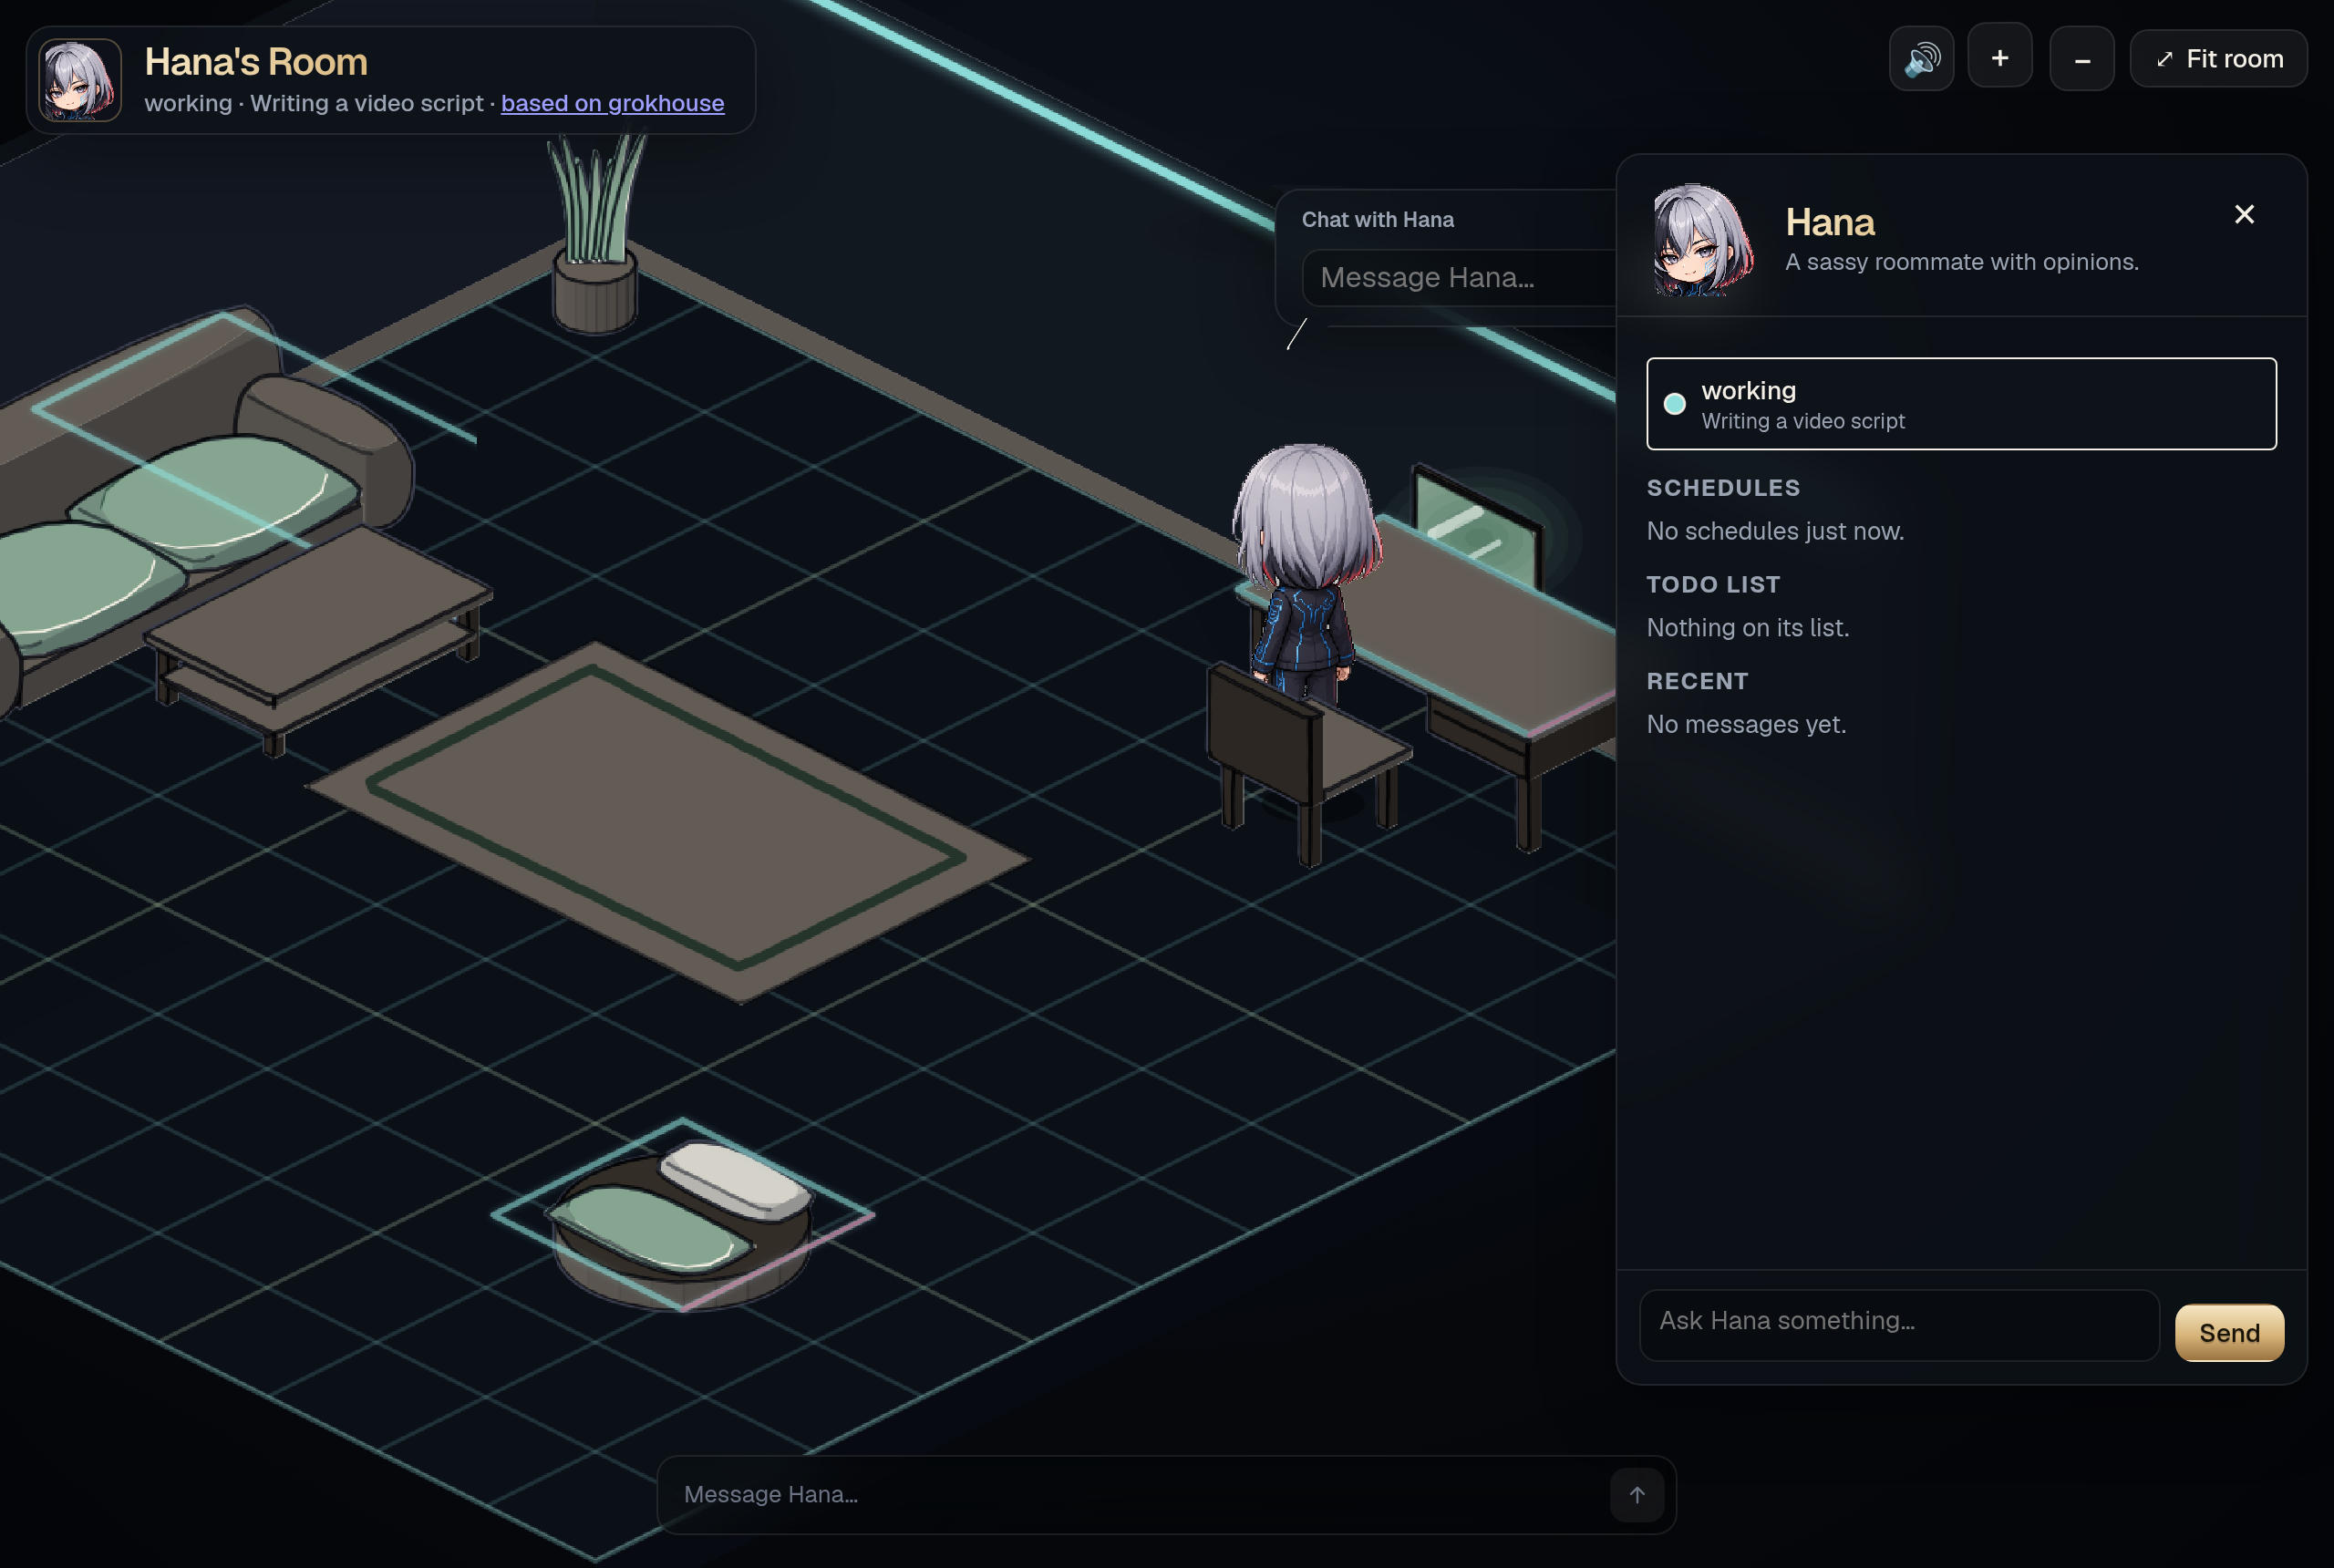 Hana's Room
working · Writing a video script · based on grokhouse
+
–
Fit room
Chat with Hana
Message Hana…
Hana
A sassy roommate with opinions.
working
Writing a video script
SCHEDULES
No schedules just now.
TODO LIST
Nothing on its list.
RECENT
No messages yet.
Ask Hana something…
Send
Message Hana…